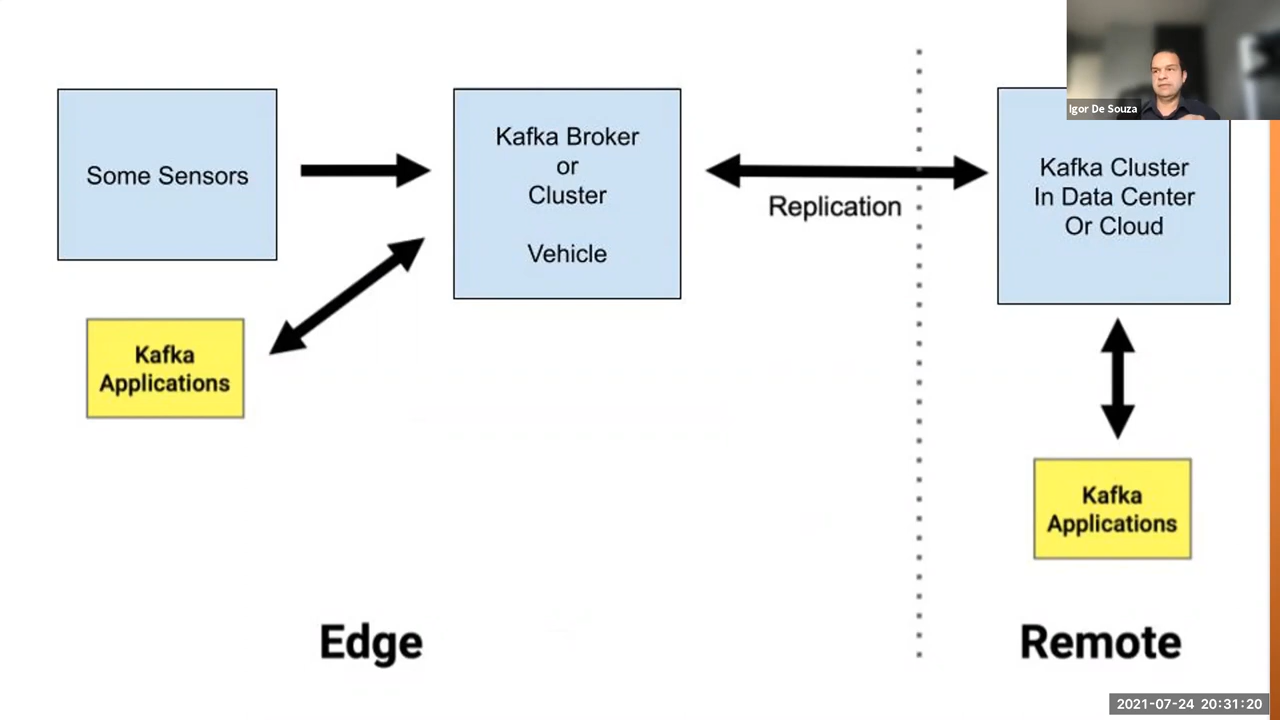 Igor De Souza
Some Sensors
Kafka Broker
or
Cluster
Vehicle
Replication
Kafka Cluster
In Data Center
Or Cloud
Kafka
Applications
Kafka
Applications
Edge
Remote
2021-07-24 20:31:20